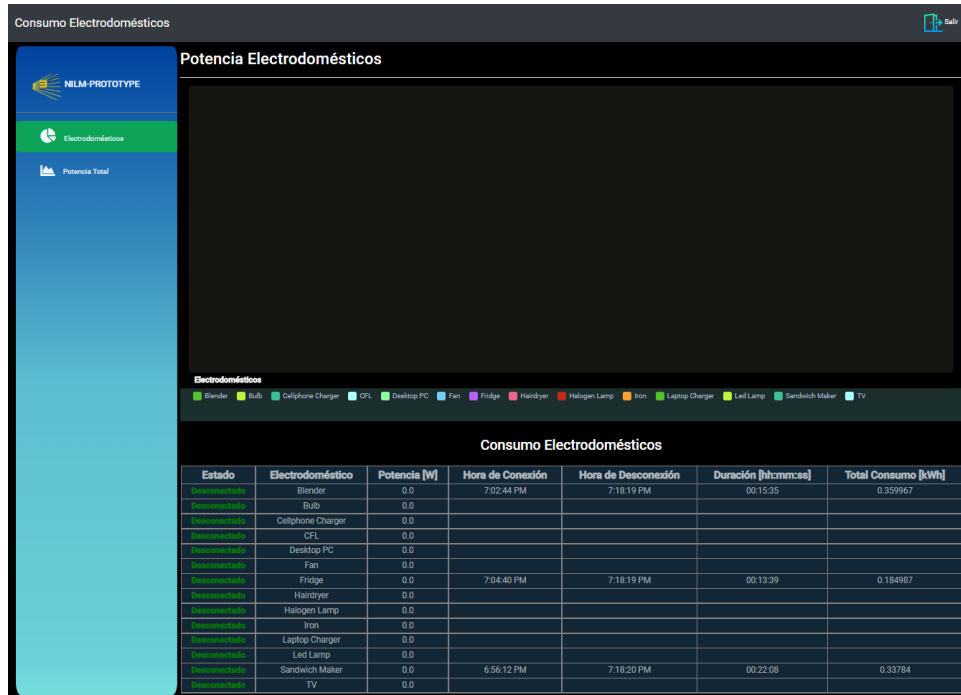 Consumo Electrodomésticos
Salir
NILM-PROTOTYPE
Electrodomésticos
Potencia Total
Potencia Electrodomésticos
Electrodomésticos
Blender Bulb Cellphone Charger CFL Desktop PC Fan Fridge Hairdryer Halogen Lamp Iron Laptop Charger Led Lamp Sandwich Maker TV
Consumo Electrodomésticos
Estado Electrodoméstico Potencia [W] Hora de Conexión Hora de Desconexión Duración [hh:mm:ss] Total Consumo [kWh]
Desconectado Blender 0.0 7:02:44 PM 7:18:19 PM 00:15:35 0.359967
Desconectado Bulb 0.0
Desconectado Cellphone Charger 0.0
Desconectado CFL 0.0
Desconectado Desktop PC 0.0
Desconectado Fan 0.0
Desconectado Fridge 0.0 7:04:40 PM 7:18:19 PM 00:13:39 0.184987
Desconectado Hairdryer 0.0
Desconectado Halogen Lamp 0.0
Desconectado Iron 0.0
Desconectado Laptop Charger 0.0
Desconectado Led Lamp 0.0
Desconectado Sandwich Maker 0.0 6:56:12 PM 7:18:20 PM 00:22:08 0.33784
Desconectado TV 0.0